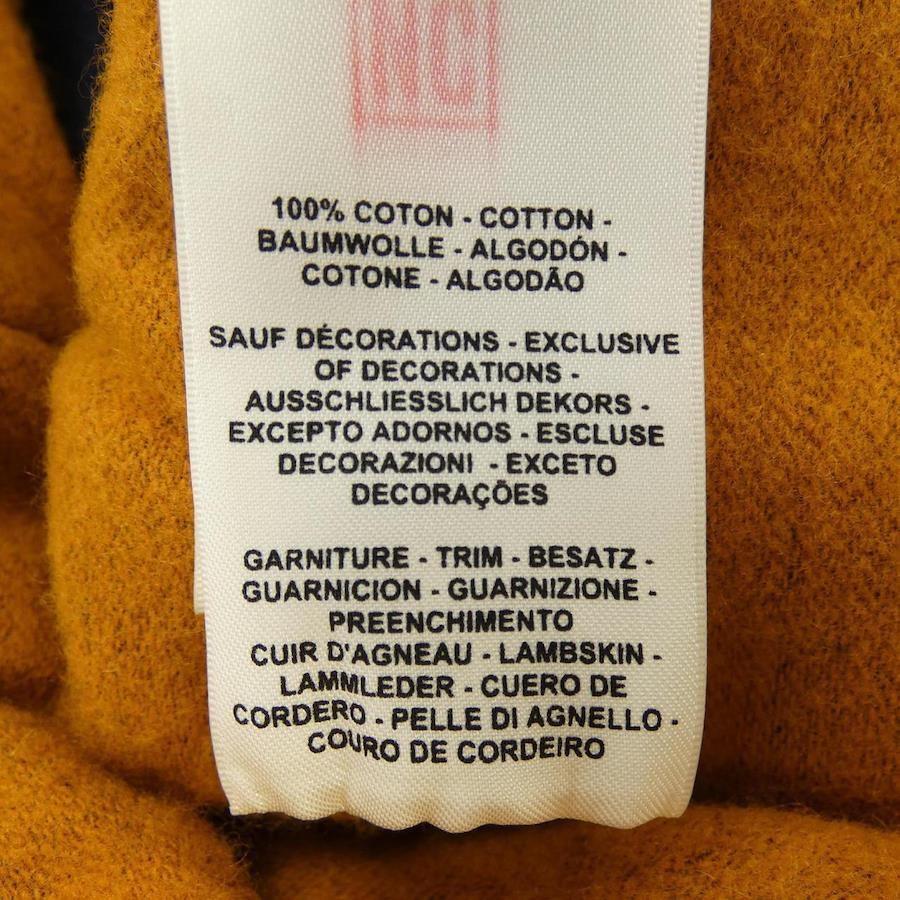 NC
100% COTON - COTTON -
BAUMWOLLE - ALGODÓN -
COTONE - ALGODÃO
SAUF DÉCORATIONS - EXCLUSIVE
OF DECORATIONS -
AUSSCHLIESSLICH DEKORS -
EXCEPTO ADORNOS - ESCLUSE
DECORAZIONI - EXCETO
DECORAÇÕES
GARNITURE - TRIM - BESATZ -
GUARNICION - GUARNIZIONE -
PREENCHIMENTO
CUIR D'AGNEAU - LAMBSKIN -
LAMMLEDER - CUERO DE
CORDERO - PELLE DI AGNELLO -
COURO DE CORDEIRO